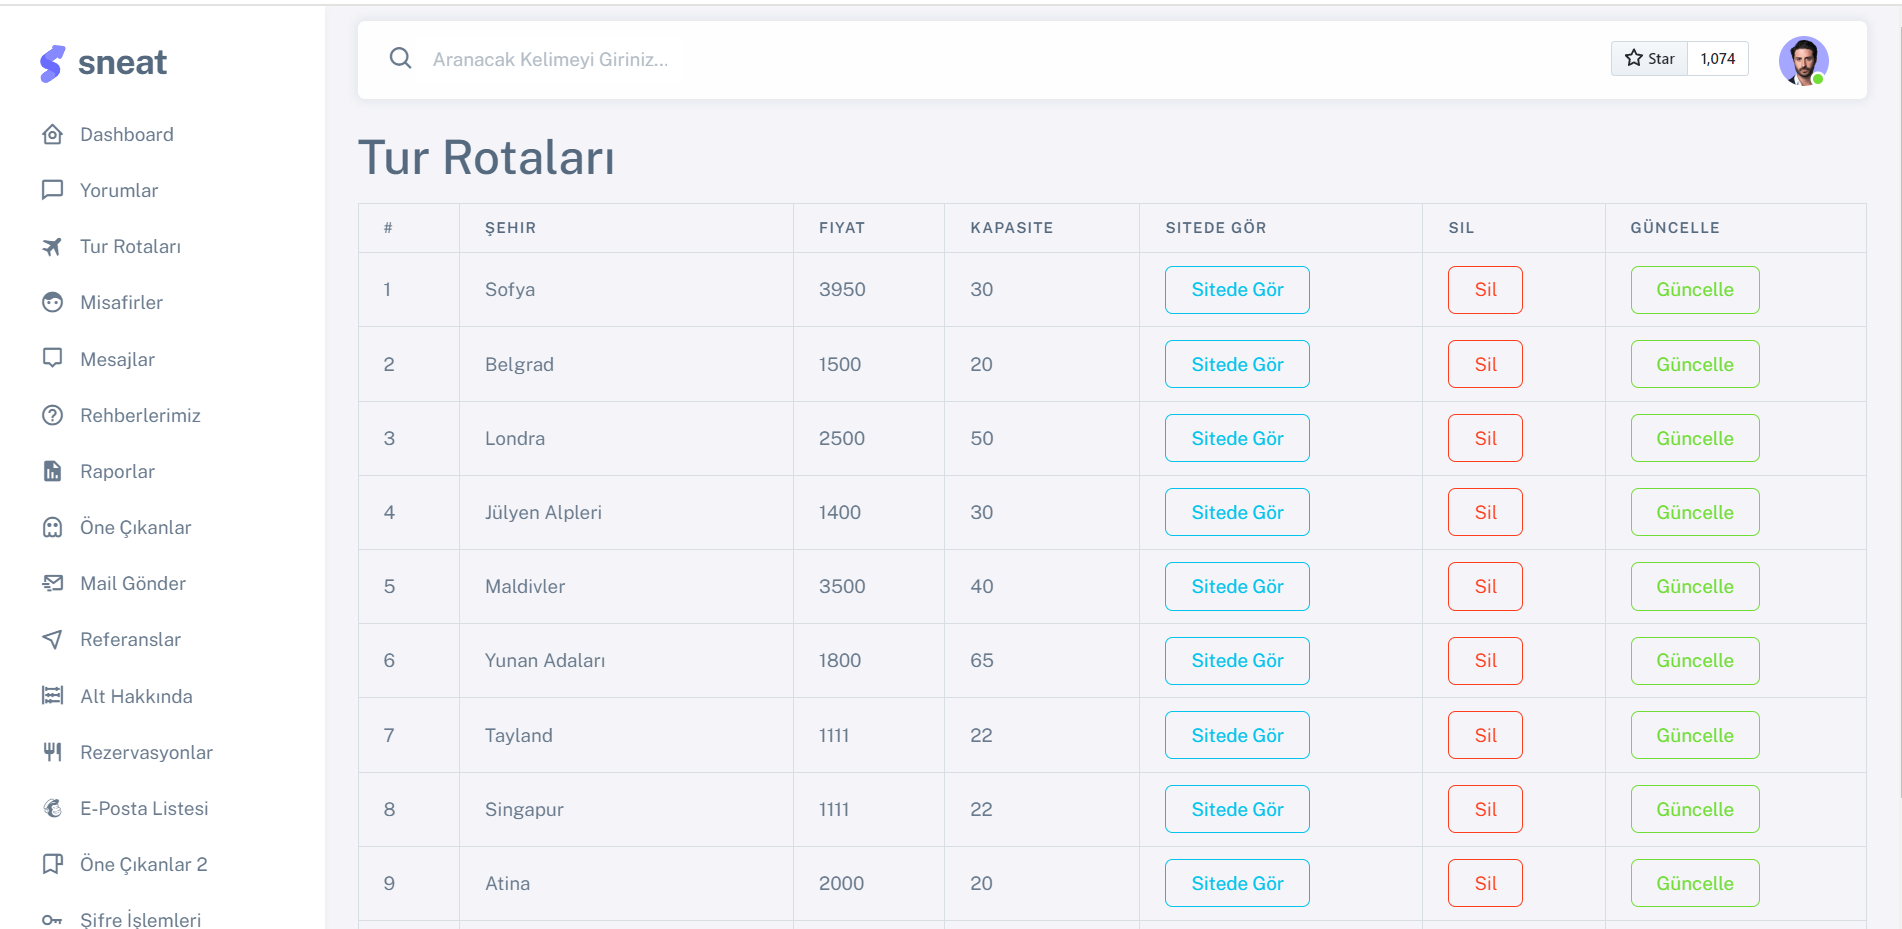 sneat
Dashboard
Yorumlar
Tur Rotaları
Misafirler
Mesajlar
Rehberlerimiz
Raporlar
Öne Çıkanlar
Mail Gönder
Referanslar
Alt Hakkında
Rezervasyonlar
E-Posta Listesi
Öne Çıkanlar 2
Şifre İşlemleri
Aranacak Kelimeyi Giriniz...
Star 1,074
Tur Rotaları
# ŞEHIR FIYAT KAPASITE SITEDE GÖR SIL GÜNCELLE
1 Sofya 3950 30 Sitede Gör Sil Güncelle
2 Belgrad 1500 20 Sitede Gör Sil Güncelle
3 Londra 2500 50 Sitede Gör Sil Güncelle
4 Jülyen Alpleri 1400 30 Sitede Gör Sil Güncelle
5 Maldivler 3500 40 Sitede Gör Sil Güncelle
6 Yunan Adaları 1800 65 Sitede Gör Sil Güncelle
7 Tayland 1111 22 Sitede Gör Sil Güncelle
8 Singapur 1111 22 Sitede Gör Sil Güncelle
9 Atina 2000 20 Sitede Gör Sil Güncelle